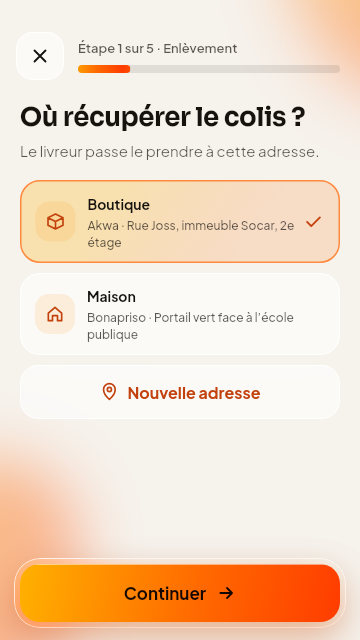 Étape 1 sur 5 · Enlèvement
Où récupérer le colis ?
Le livreur passe le prendre à cette adresse.
Boutique
Akwa · Rue Joss, immeuble Socar, 2e
étage
Maison
Bonapriso · Portail vert face à l'école
publique
Nouvelle adresse
Continuer